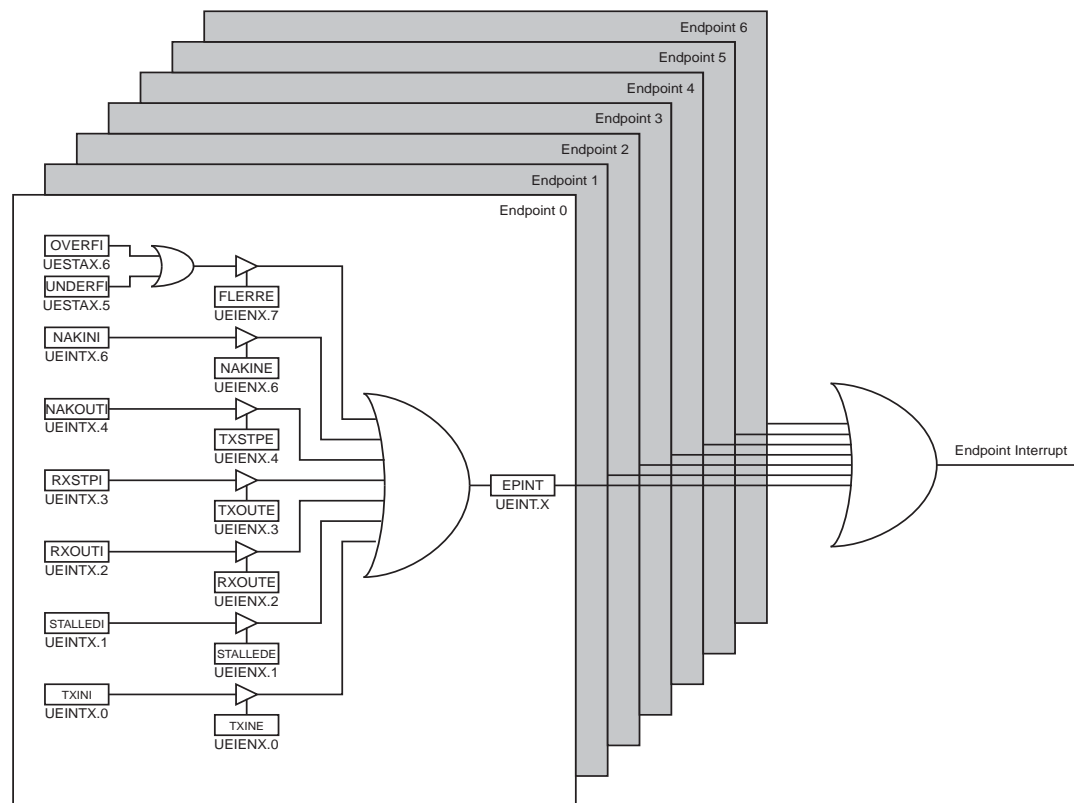 Endpoint 6
Endpoint 5
Endpoint 4
Endpoint 3
Endpoint 2
Endpoint 1
Endpoint 0
OVERFI
UESTAX.6
UNDERFI
UESTAX.5
FLERRE
UEIENX.7
NAKINI
UEINTX.6
NAKINE
UEIENX.6
NAKOUTI
UEINTX.4
TXSTPE
UEIENX.4
RXSTPI
UEINTX.3
TXOUTE
UEIENX.3
RXOUTI
UEINTX.2
RXOUTE
UEIENX.2
STALLEDI
UEINTX.1
STALLEDE
UEIENX.1
TXINI
UEINTX.0
TXINE
UEIENX.0
EPINT
UEINT.X
Endpoint Interrupt